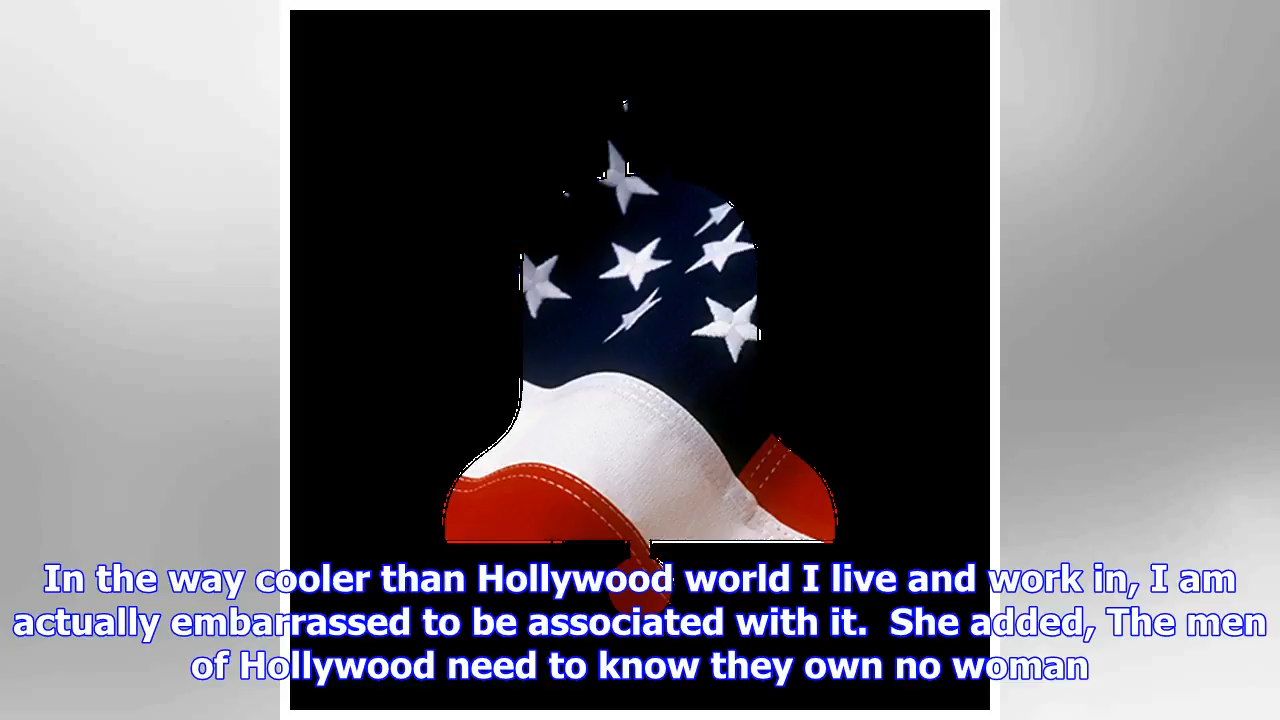 In the way cooler than Hollywood world I live and work in, I am
actually embarrassed to be associated with it.  She added, The men
of Hollywood need to know they own no woman